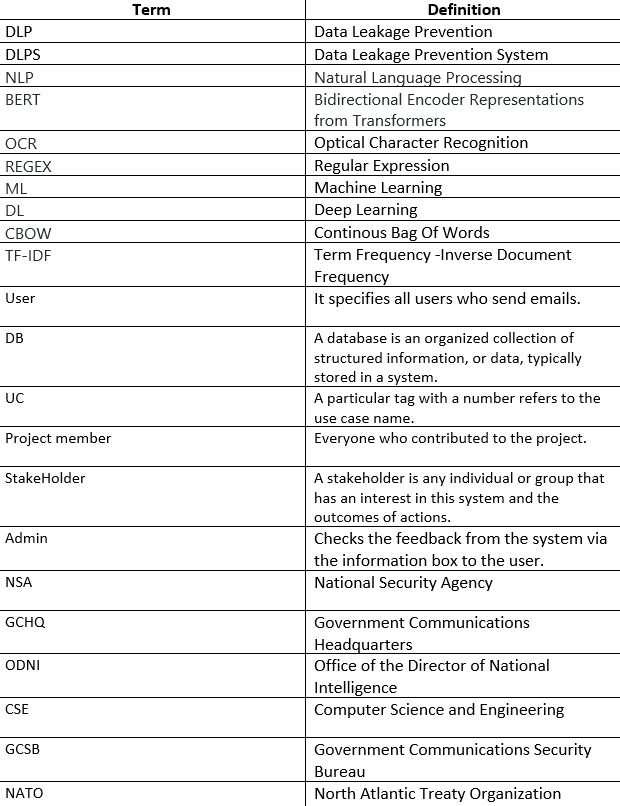 Term Definition
DLP Data Leakage Prevention
DLPS Data Leakage Prevention System
NLP Natural Language Processing
BERT Bidirectional Encoder Representations
from Transformers
OCR Optical Character Recognition
REGEX Regular Expression
ML Machine Learning
DL Deep Learning
CBOW Continous Bag Of Words
TF-IDF Term Frequency -Inverse Document
Frequency
User It specifies all users who send emails.
DB A database is an organized collection of
structured information, or data, typically
stored in a system.
UC A particular tag with a number refers to the
use case name.
Project member Everyone who contributed to the project.
StakeHolder A stakeholder is any individual or group that
has an interest in this system and the
outcomes of actions.
Admin Checks the feedback from the system via
the information box to the user.
NSA National Security Agency
GCHQ Government Communications
Headquarters
ODNI Office of the Director of National
Intelligence
CSE Computer Science and Engineering
GCSB Government Communications Security
Bureau
NATO North Atlantic Treaty Organization